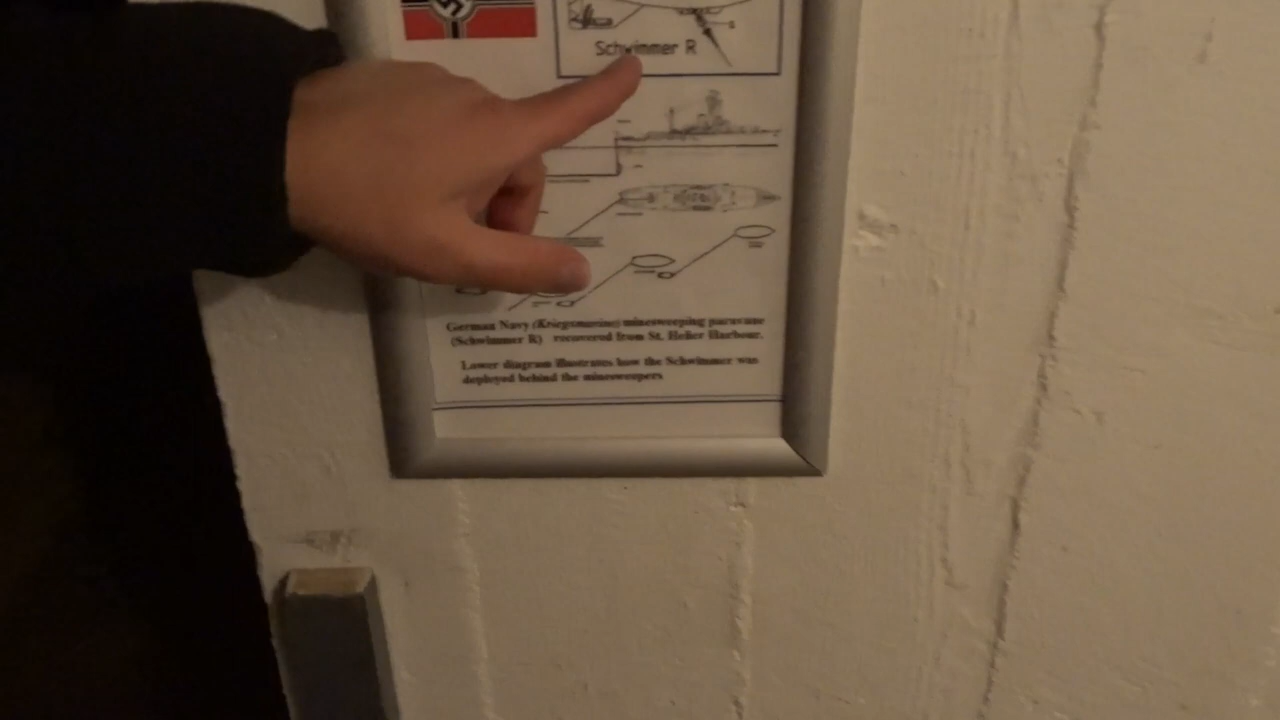 Schwimmer R
German Navy (Kriegsmarine) minesweeping paravane
(Schwimmer R) recovered from St. Helier Harbour.
Lower diagram illustrates how the Schwimmer was
deployed behind the minesweepers